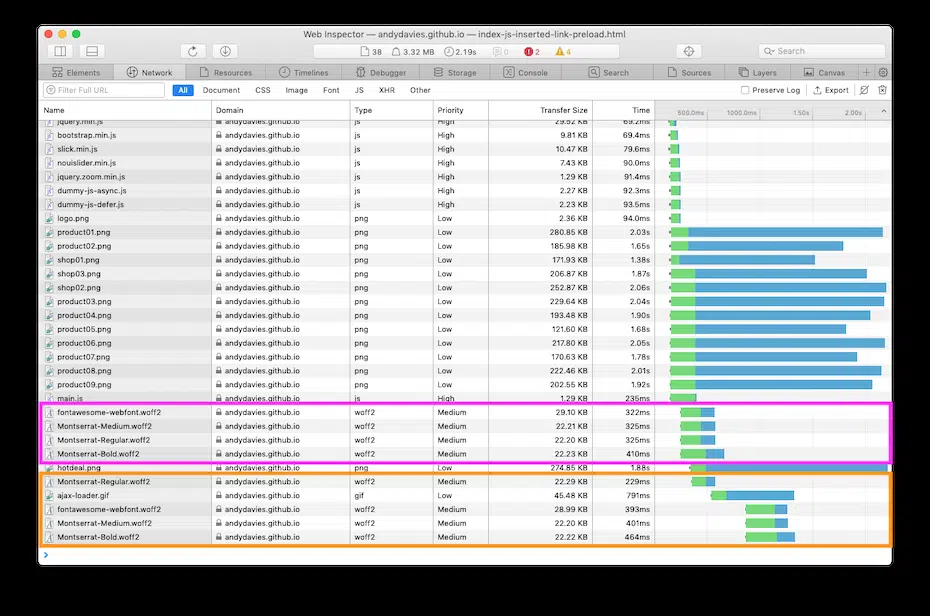 Web Inspector — andydavies.github.io — index-js-inserted-link-preload.html
38 3.32 MB 2.19s 0 2 4 Search
Elements Network Resources Timelines Debugger Storage Console Search Sources Layers Canvas
Filter Full URL All Document CSS Image Font JS XHR Other Preserve Log Export
Name Domain Type Priority Transfer Size Time 500.0ms 1000.0ms 1.50s 2.00s
jquery.min.js andydavies.github.io js High 29.52 KB 69.2ms
bootstrap.min.js andydavies.github.io js High 9.81 KB 69.4ms
slick.min.js andydavies.github.io js High 10.47 KB 79.6ms
nouislider.min.js andydavies.github.io js High 7.43 KB 90.0ms
jquery.zoom.min.js andydavies.github.io js High 1.29 KB 91.4ms
dummy-js-async.js andydavies.github.io js High 2.27 KB 92.3ms
dummy-js-defer.js andydavies.github.io js High 2.23 KB 93.5ms
logo.png andydavies.github.io png Low 2.36 KB 94.0ms
product01.png andydavies.github.io png Low 280.85 KB 2.03s
product02.png andydavies.github.io png Low 185.98 KB 1.65s
shop01.png andydavies.github.io png Low 171.93 KB 1.38s
shop03.png andydavies.github.io png Low 206.87 KB 1.87s
shop02.png andydavies.github.io png Low 252.87 KB 2.06s
product03.png andydavies.github.io png Low 229.64 KB 2.04s
product04.png andydavies.github.io png Low 193.48 KB 1.90s
product05.png andydavies.github.io png Low 121.60 KB 1.68s
product06.png andydavies.github.io png Low 217.80 KB 2.05s
product07.png andydavies.github.io png Low 170.63 KB 1.78s
product08.png andydavies.github.io png Low 222.46 KB 2.01s
product09.png andydavies.github.io png Low 202.55 KB 1.92s
main.js andydavies.github.io js High 1.29 KB 235ms
fontawesome-webfont.woff2 andydavies.github.io woff2 Medium 29.10 KB 322ms
Montserrat-Medium.woff2 andydavies.github.io woff2 Medium 22.21 KB 325ms
Montserrat-Regular.woff2 andydavies.github.io woff2 Medium 22.20 KB 325ms
Montserrat-Bold.woff2 andydavies.github.io woff2 Medium 22.23 KB 410ms
hotdeal.png andydavies.github.io png Low 274.85 KB 1.88s
Montserrat-Regular.woff2 andydavies.github.io woff2 Medium 22.29 KB 229ms
ajax-loader.gif andydavies.github.io gif Low 45.48 KB 791ms
fontawesome-webfont.woff2 andydavies.github.io woff2 Medium 28.99 KB 393ms
Montserrat-Medium.woff2 andydavies.github.io woff2 Medium 22.20 KB 401ms
Montserrat-Bold.woff2 andydavies.github.io woff2 Medium 22.22 KB 464ms